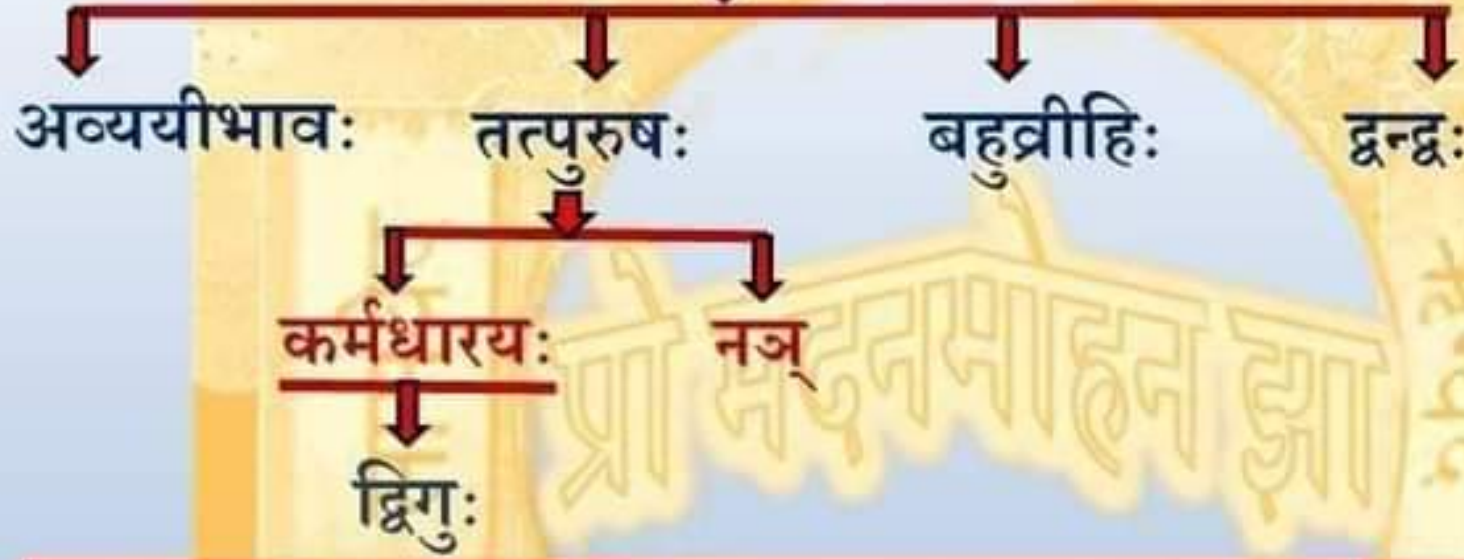 अव्ययीभावः तत्पुरुषः बहुव्रीहिः द्वन्द्वः
कर्मधारयः नञ्
प्रो मदनमोहन झा
द्विगुः